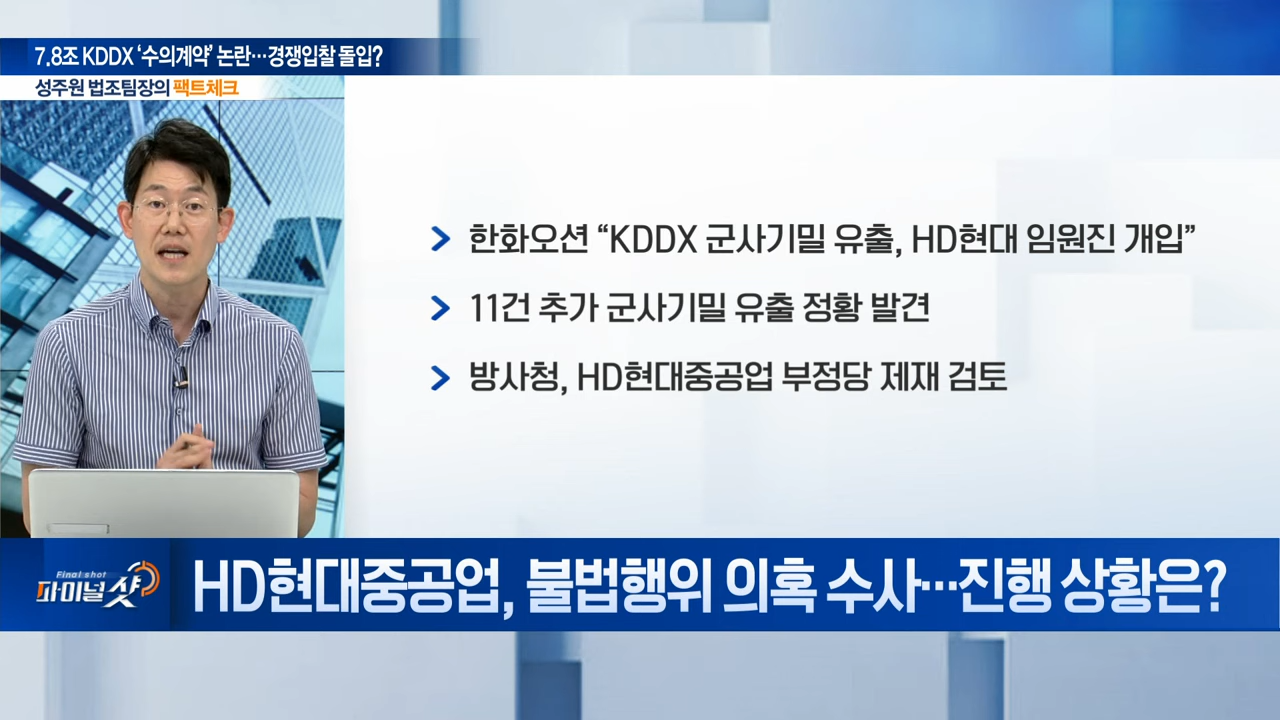 7.8조 KDDX ‘수의계약’ 논란…경쟁입찰 돌입?
성주원 법조팀장의 팩트체크
한화오션 “KDDX 군사기밀 유출, HD현대 임원진 개입”
11건 추가 군사기밀 유출 정황 발견
방사청, HD현대중공업 부정당 제재 검토
Final shot
파이널샷
HD현대중공업, 불법행위 의혹 수사…진행 상황은?